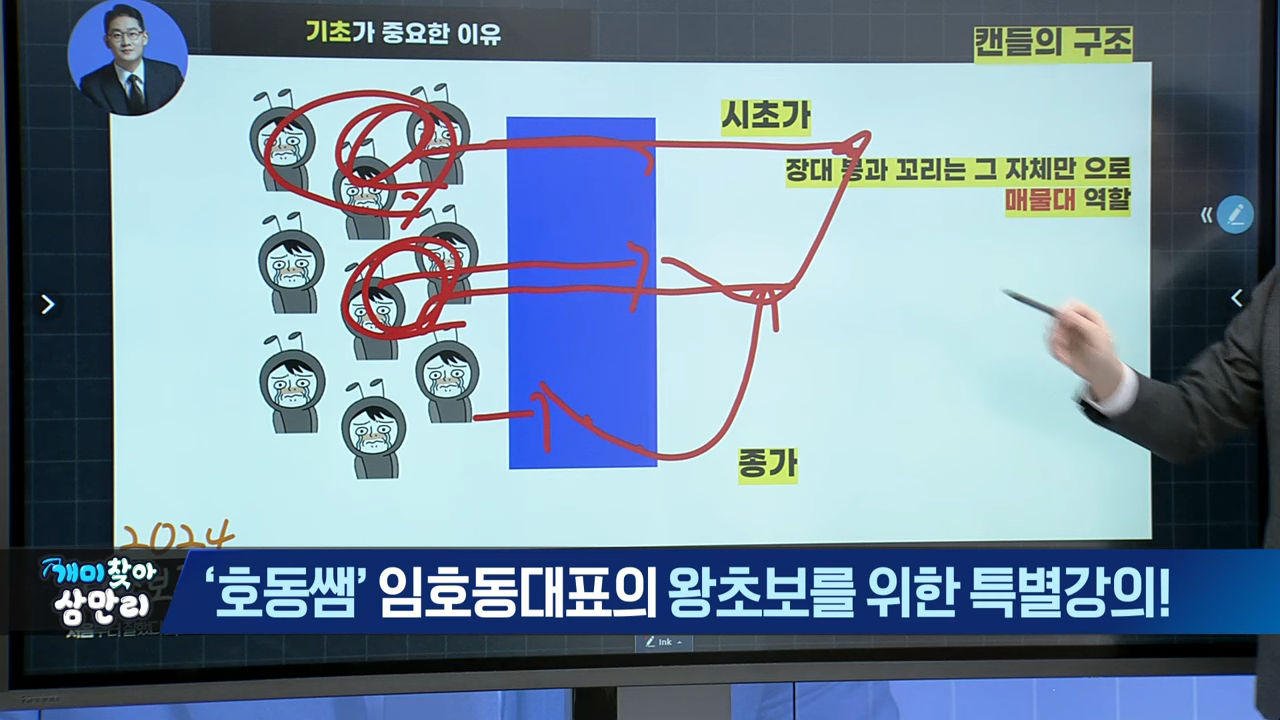 기초가 중요한 이유
캔들의 구조
시초가
장대 봉과 꼬리는 그 자체만 으로
매물대 역할
종가
2024
개미찾아
삼만리
‘호동쌤’ 임호동대표의 왕초보를 위한 특별강의!
Ink